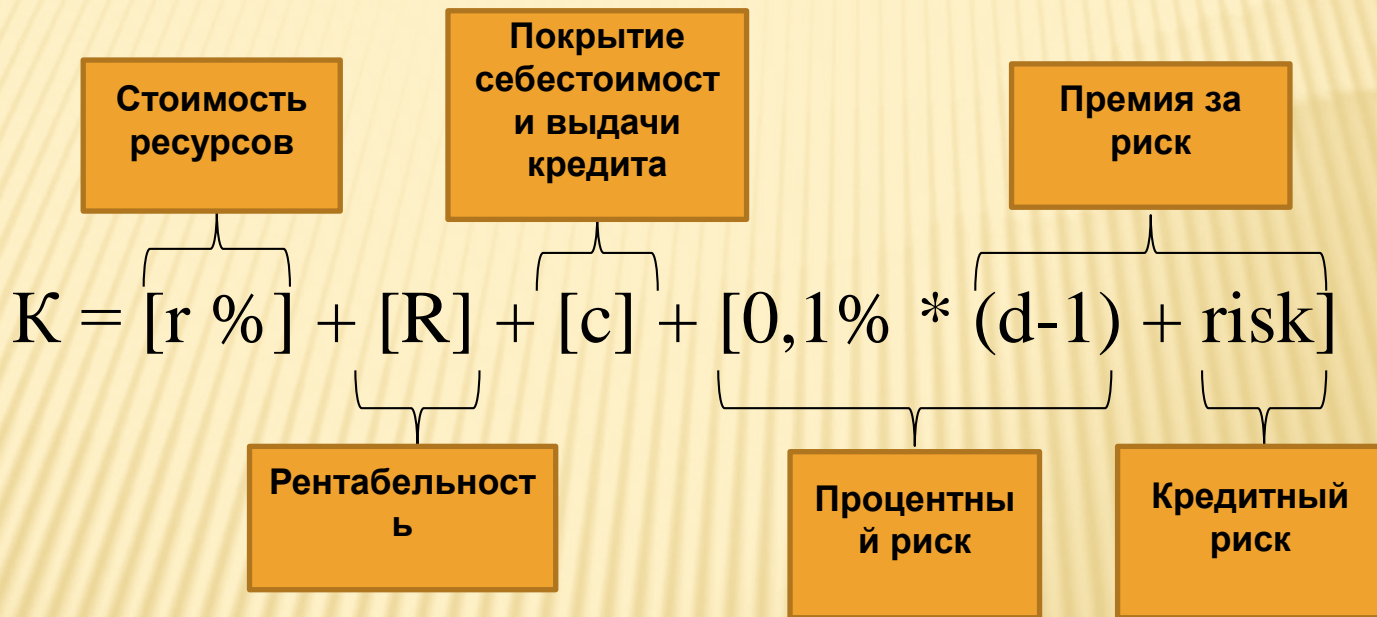 Стоимость
ресурсов
Покрытие
себестоимост
и выдачи
кредита
Премия за
риск
К = [r %] + [R] + [c] + [0,1% * (d-1) + risk]
Рентабельност
ь
Процентны
й риск
Кредитный
риск